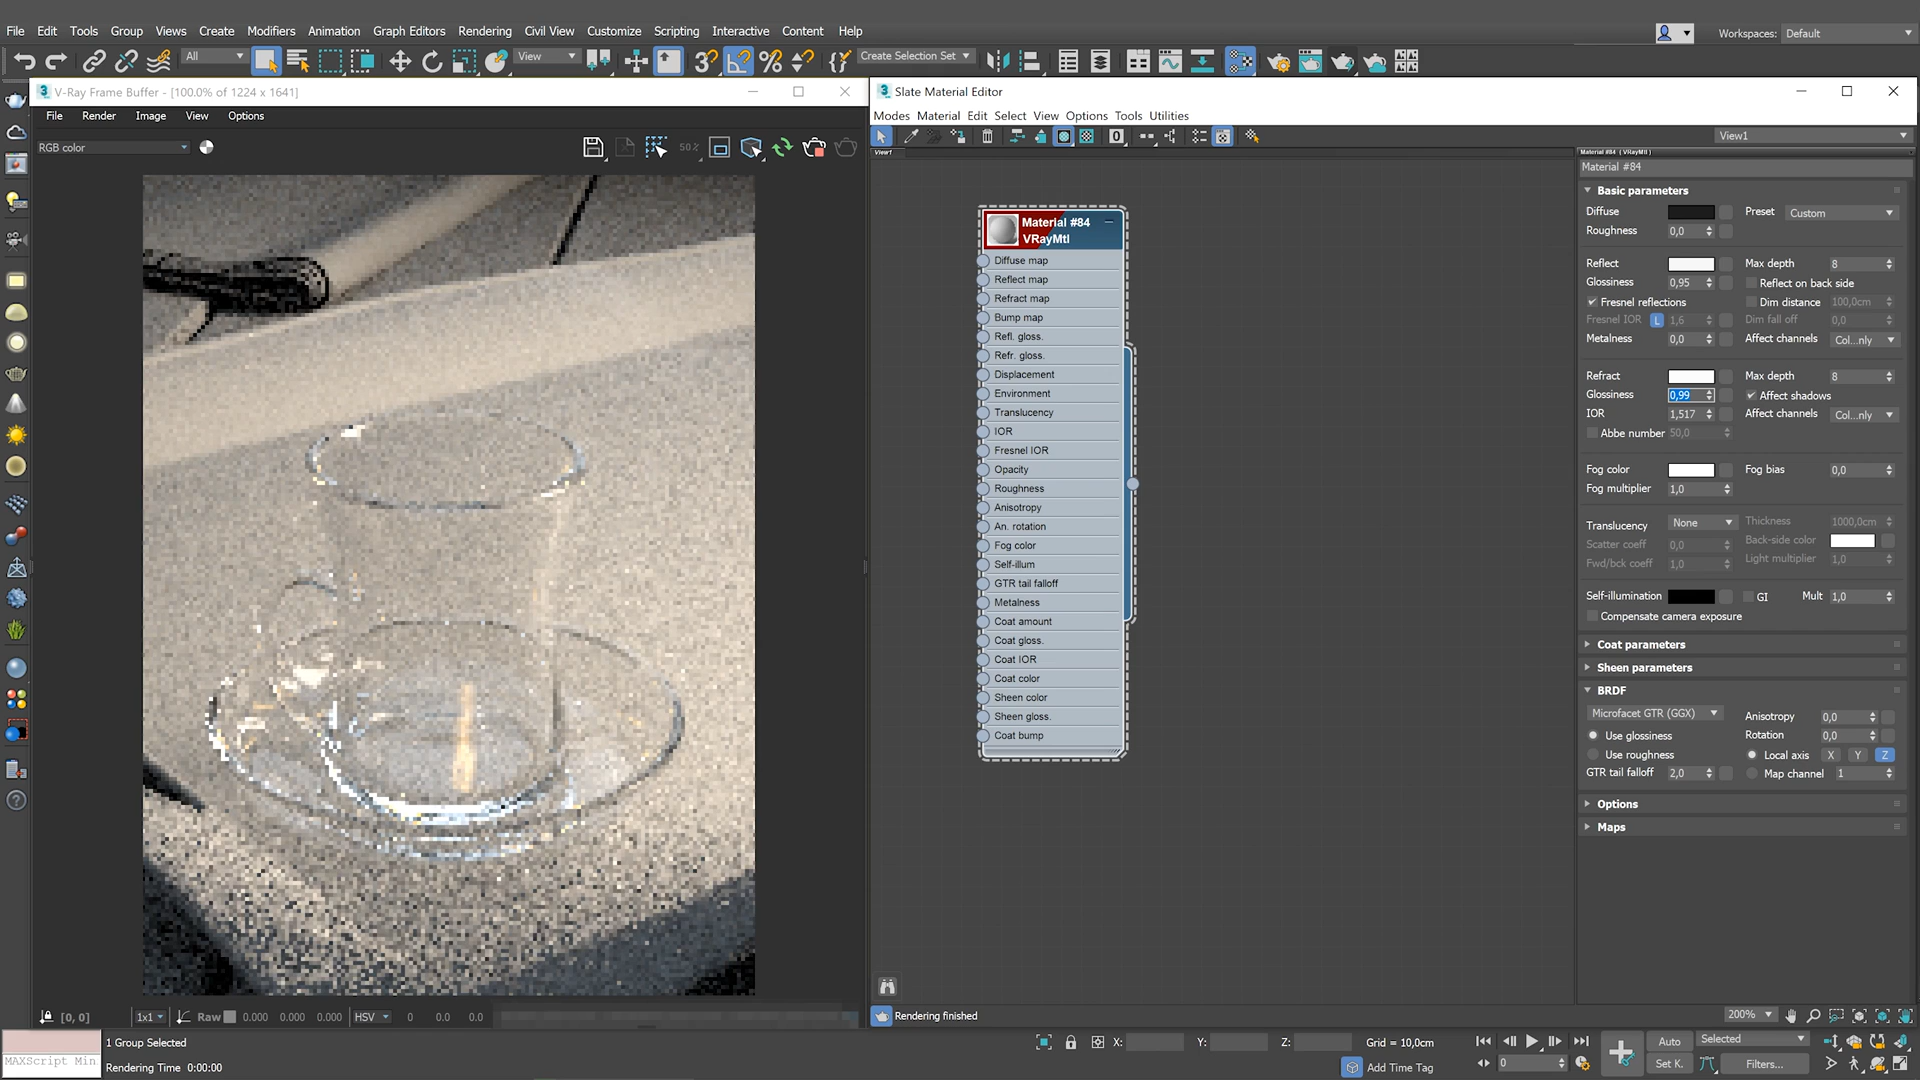 File Edit Tools Group Views Create Modifiers Animation Graph Editors Rendering Civil View Customize Scripting Interactive Content Help
Workspaces: Default
All
View
Create Selection Set
3 V-Ray Frame Buffer - [100.0% of 1224 x 1641]
File Render Image View Options
RGB color
50%
[0, 0] 1x1 Raw 0.000 0.000 0.000 HSV 0 0.0 0.0
3 Slate Material Editor
Modes Material Edit Select View Options Tools Utilities
View1
View1
Material #84
VRayMtl
Diffuse map
Reflect map
Refract map
Bump map
Refl. gloss.
Refr. gloss.
Displacement
Environment
Translucency
IOR
Fresnel IOR
Opacity
Roughness
Anisotropy
An. rotation
Fog color
Self-illum
GTR tail falloff
Metalness
Coat amount
Coat gloss.
Coat IOR
Coat color
Sheen color
Sheen gloss.
Coat bump
Material #84 ( VRayMtl )
Material #84
Basic parameters
Diffuse Preset Custom
Roughness 0,0
Reflect Max depth 8
Glossiness 0,95 Reflect on back side
Fresnel reflections Dim distance 100,0cm
Fresnel IOR L 1,6 Dim fall off 0,0
Metalness 0,0 Affect channels Col...nly
Refract Max depth 8
Glossiness 0,99 Affect shadows
IOR 1,517 Affect channels Col...nly
Abbe number 50,0
Fog color Fog bias 0,0
Fog multiplier 1,0
Translucency None Thickness 1000,0cm
Scatter coeff 0,0 Back-side color
Fwd/bck coeff 1,0 Light multiplier 1,0
Self-illumination GI Mult 1,0
Compensate camera exposure
Coat parameters
Sheen parameters
BRDF
Microfacet GTR (GGX) Anisotropy 0,0
Use glossiness Rotation 0,0
Use roughness Local axis X Y Z
GTR tail falloff 2,0 Map channel 1
Options
Maps
Rendering finished
200%
MAXScript Min
1 Group Selected
Rendering Time 0:00:00
X: Y: Z: Grid = 10,0cm
Add Time Tag
0
Auto Selected
Set K. Filters...